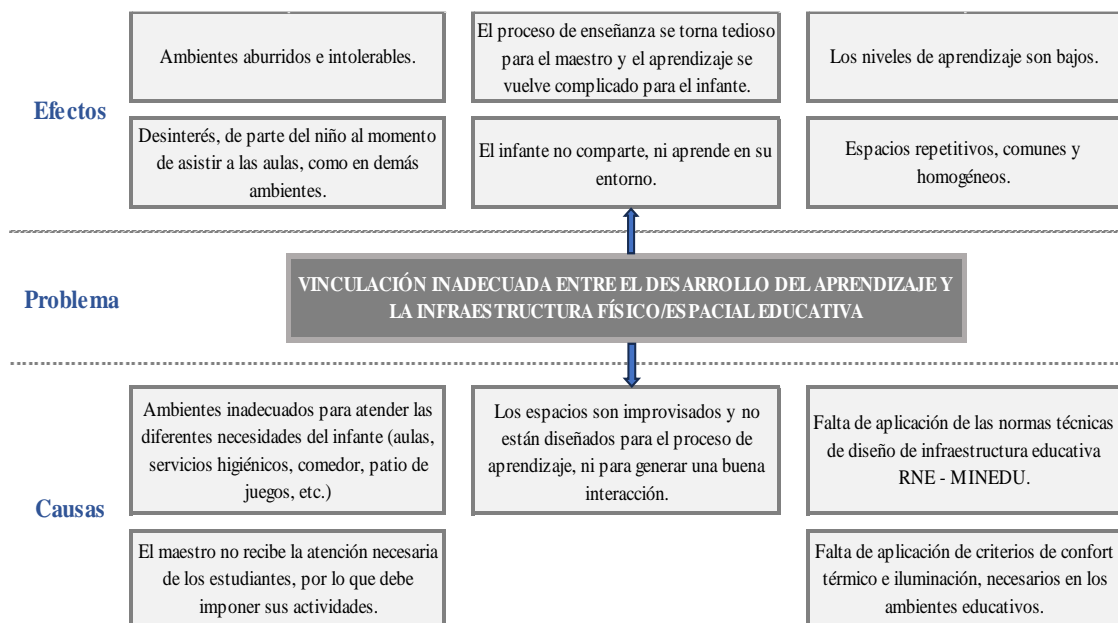 Efectos
Ambientes aburridos e intolerables.
El proceso de enseñanza se torna tedioso
para el maestro y el aprendizaje se
vuelve complicado para el infante.
Los niveles de aprendizaje son bajos.
Desinterés, de parte del niño al momento
de asistir a las aulas, como en demás
ambientes.
El infante no comparte, ni aprende en su
entorno.
Espacios repetitivos, comunes y
homogéneos.
Problema
VINCULACIÓN INADECUADA ENTRE EL DESARROLLO DEL APRENDIZAJE Y
LA INFRAESTRUCTURA FÍSICO/ESPACIAL EDUCATIVA
Causas
Ambientes inadecuados para atender las
diferentes necesidades del infante (aulas,
servicios higiénicos, comedor, patio de
juegos, etc.)
Los espacios son improvisados y no
están diseñados para el proceso de
aprendizaje, ni para generar una buena
interacción.
Falta de aplicación de las normas técnicas
de diseño de infraestructura educativa
RNE - MINEDU.
El maestro no recibe la atención necesaria
de los estudiantes, por lo que debe
imponer sus actividades.
Falta de aplicación de criterios de confort
térmico e iluminación, necesarios en los
ambientes educativos.